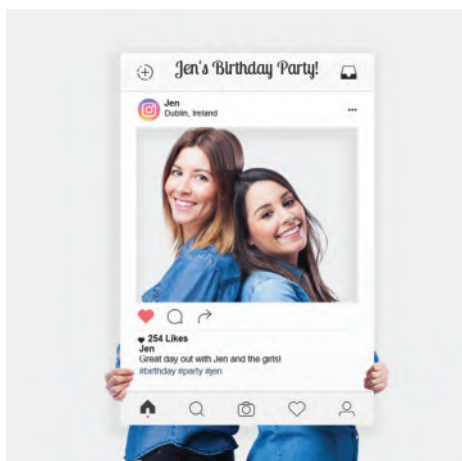 Jen's Birthday Party!
Jen
Dublin, Ireland
254 Likes
Jen
Great day out with Jen and the girls!
#birthday #party #jen